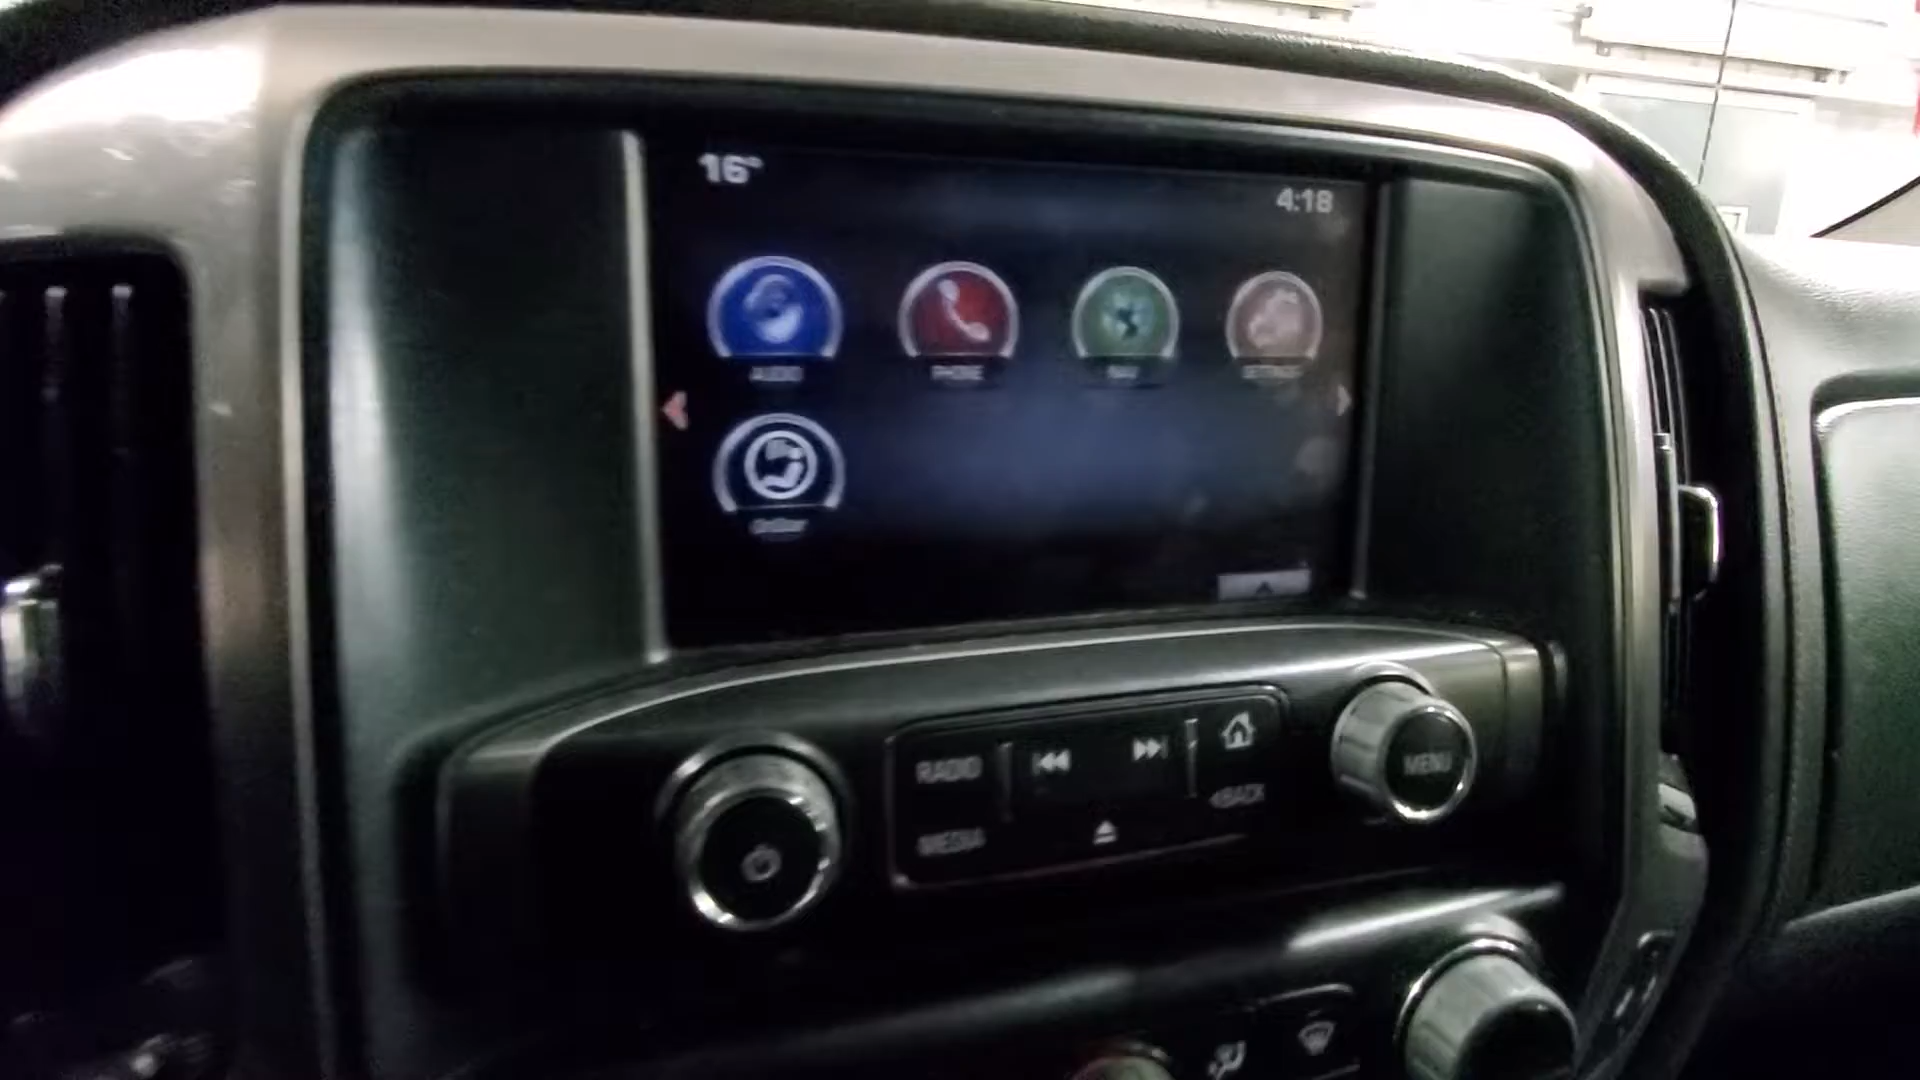 16°
4:18
AUDIO
PHONE
NAV
SETTINGS
OnStar
RADIO
MEDIA
BACK
MENU